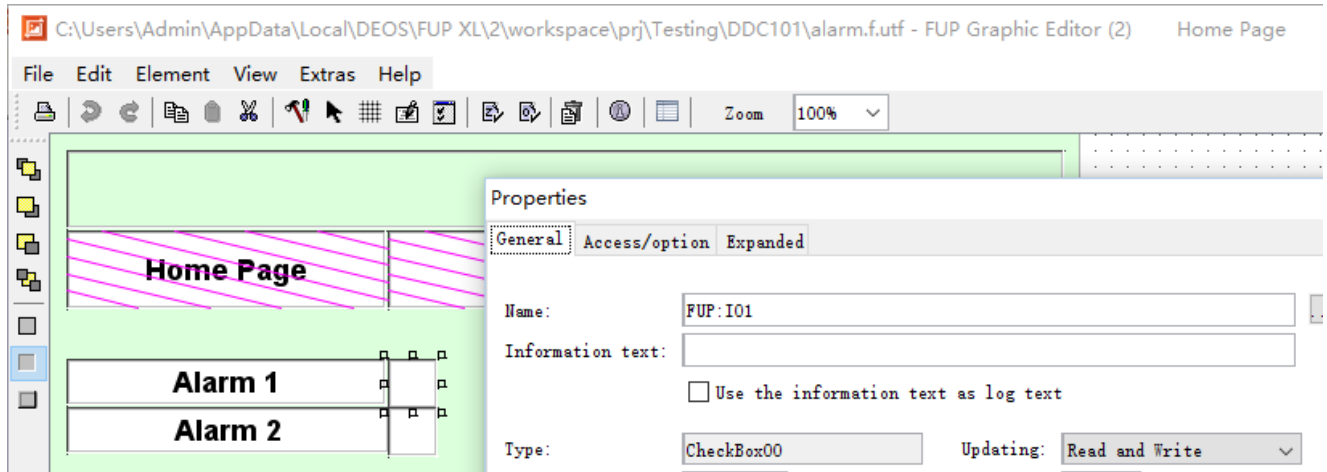 C:\Users\Admin\AppData\Local\DEOS\FUP XL\2\workspace\prj\Testing\DDC101\alarm.f.utf - FUP Graphic Editor (2) Home Page
File Edit Element View Extras Help
Zoom 100%
Properties
General Access/option Expanded
Home Page
Name: FUP:IO1
Information text:
Use the information text as log text
Alarm 1
Alarm 2
Type: CheckBox00 Updating: Read and Write